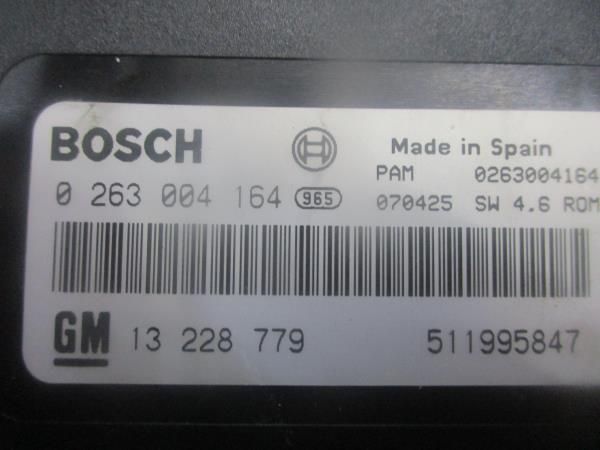 BOSCH Made in Spain
PAM 0263004164
0 263 004 164 965 070425 SW 4.6 ROM
GM 13 228 779 511995847